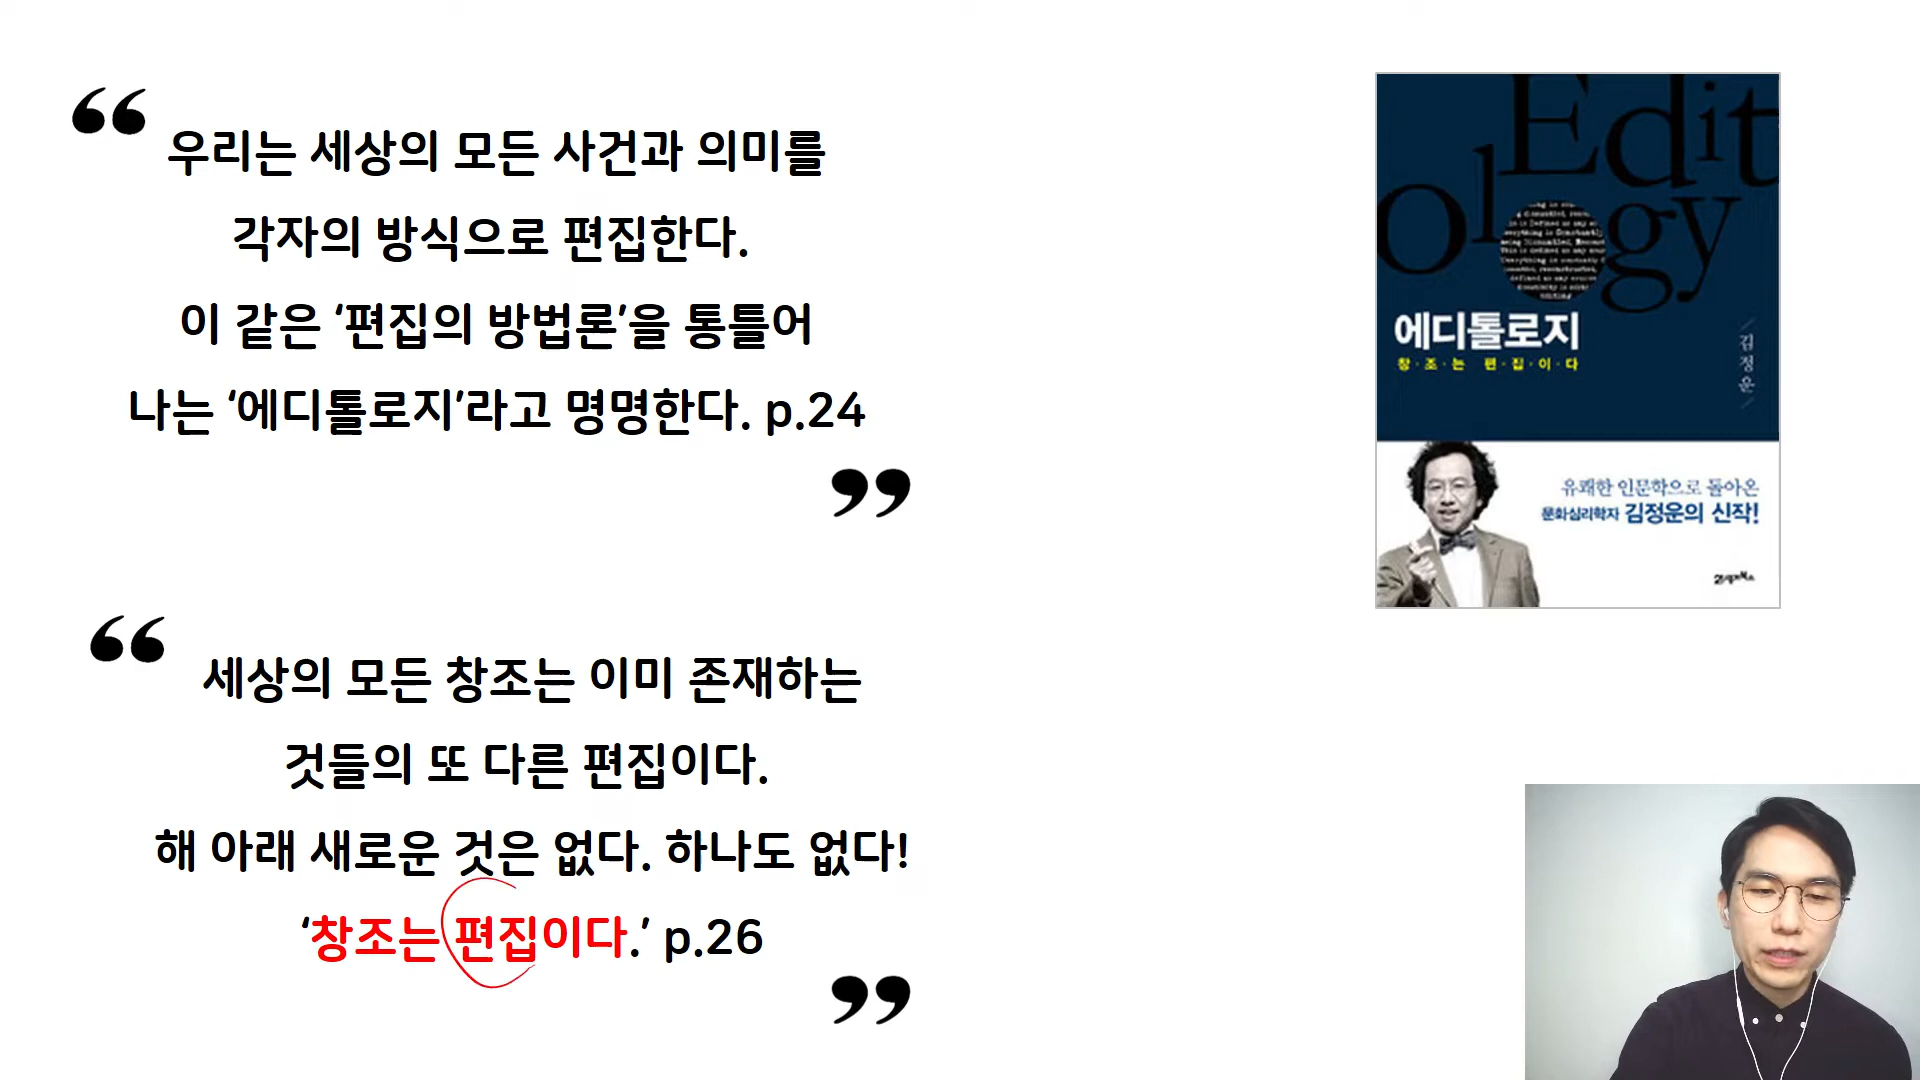 “
우리는 세상의 모든 사건과 의미를
각자의 방식으로 편집한다.
이 같은 ‘편집의 방법론’을 통틀어
나는 ‘에디톨로지’라고 명명한다. p.24
”
“
세상의 모든 창조는 이미 존재하는
것들의 또 다른 편집이다.
해 아래 새로운 것은 없다. 하나도 없다!
‘창조는 편집이다.’ p.26
”
Edit
ology
에디톨로지
창·조·는 편·집·이·다
김정운
유쾌한 인문학으로 돌아온
문화심리학자 김정운의 신작!
21세기북스